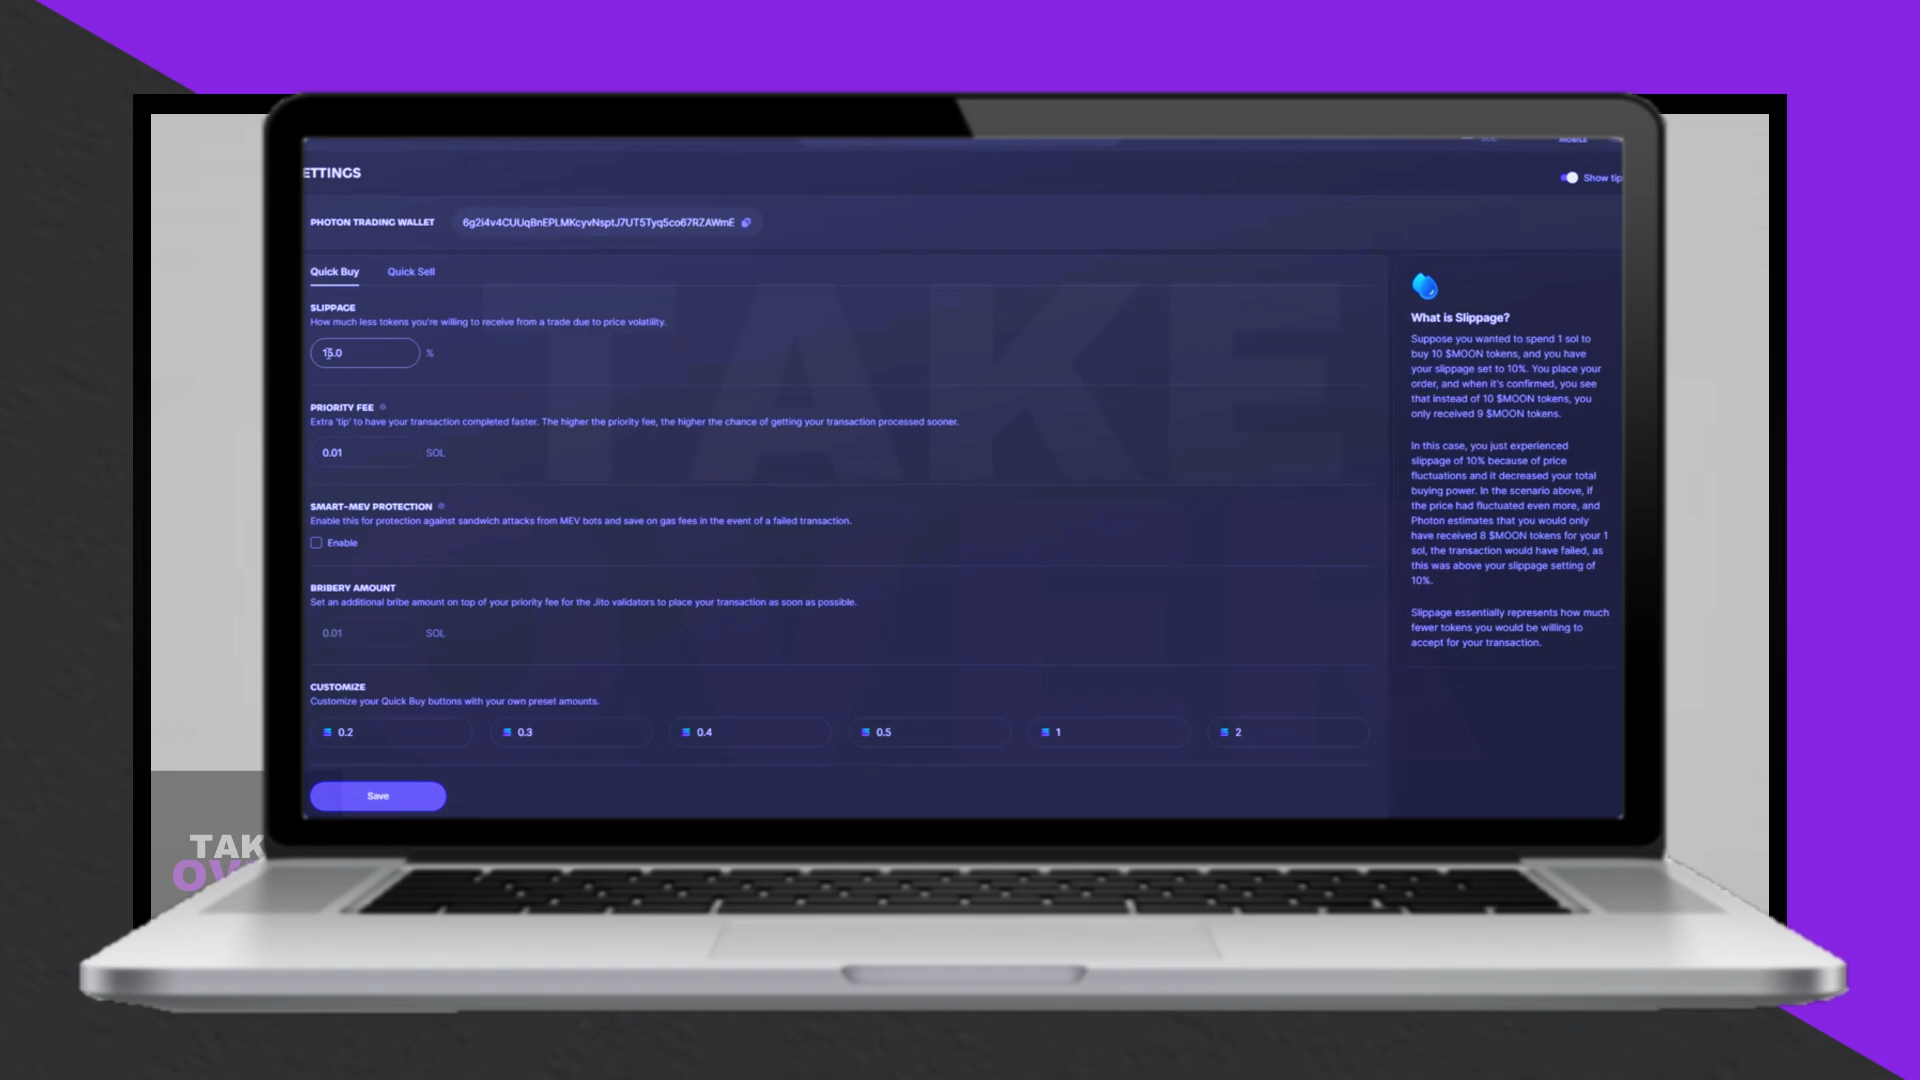 SOL
MOBILE
ETTINGS
Show tip
PHOTON TRADING WALLET 6g2i4v4CUUqBnEPLMKcyvNsptJ7UT5Tyq5co67RZAWmE
Quick Buy Quick Sell
SLIPPAGE
How much less tokens you're willing to receive from a trade due to price volatility.
15.0 %
PRIORITY FEE
Extra 'tip' to have your transaction completed faster. The higher the priority fee, the higher the chance of getting your transaction processed sooner.
0.01 SOL
SMART-MEV PROTECTION
Enable this for protection against sandwich attacks from MEV bots and save on gas fees in the event of a failed transaction.
Enable
BRIBERY AMOUNT
Set an additional bribe amount on top of your priority fee for the Jito validators to place your transaction as soon as possible.
0.01 SOL
CUSTOMIZE
Customize your Quick Buy buttons with your own preset amounts.
0.2 0.3 0.4 0.5 1 2
Save
What is Slippage?
Suppose you wanted to spend 1 sol to
buy 10 $MOON tokens, and you have
your slippage set to 10%. You place your
order, and when it's confirmed, you see
that instead of 10 $MOON tokens, you
only received 9 $MOON tokens.
In this case, you just experienced
slippage of 10% because of price
fluctuations and it decreased your total
buying power. In the scenario above, if
the price had fluctuated even more, and
Photon estimates that you would only
have received 8 $MOON tokens for your 1
sol, the transaction would have failed, as
this was above your slippage setting of
10%.
Slippage essentially represents how much
fewer tokens you would be willing to
accept for your transaction.
TAKE
OVER
TAK
OV